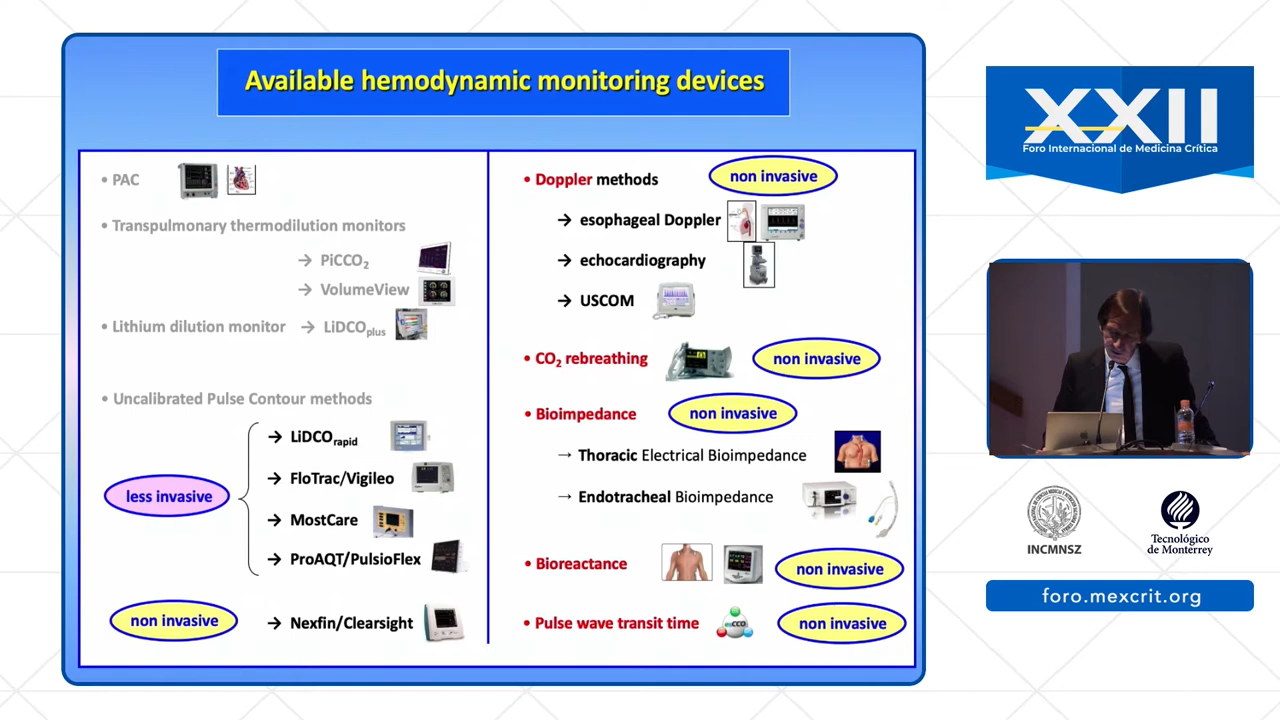 Available hemodynamic monitoring devices
• PAC
• Transpulmonary thermodilution monitors
→ PiCCO₂
→ VolumeView
• Lithium dilution monitor → LiDCOplus
• Uncalibrated Pulse Contour methods
less invasive
→ LiDCOrapid
→ FloTrac/Vigileo
→ MostCare
→ ProAQT/PulsioFlex
non invasive → Nexfin/Clearsight
• Doppler methods non invasive
→ esophageal Doppler
→ echocardiography
→ USCOM
• CO₂ rebreathing non invasive
• Bioimpedance non invasive
→ Thoracic Electrical Bioimpedance
→ Endotracheal Bioimpedance
• Bioreactance non invasive
• Pulse wave transit time esCCO non invasive
XXII
Foro Internacional de Medicina Crítica
INCMNSZ
Tecnológico
de Monterrey
foro.mexcrit.org